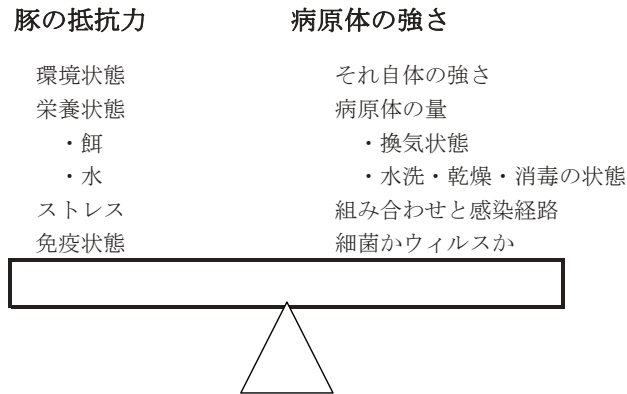 豚の抵抗力
環境状態
栄養状態
・餌
・水
ストレス
免疫状態
病原体の強さ
それ自体の強さ
病原体の量
・換気状態
・水洗・乾燥・消毒の状態
組み合わせと感染経路
細菌かウィルスか